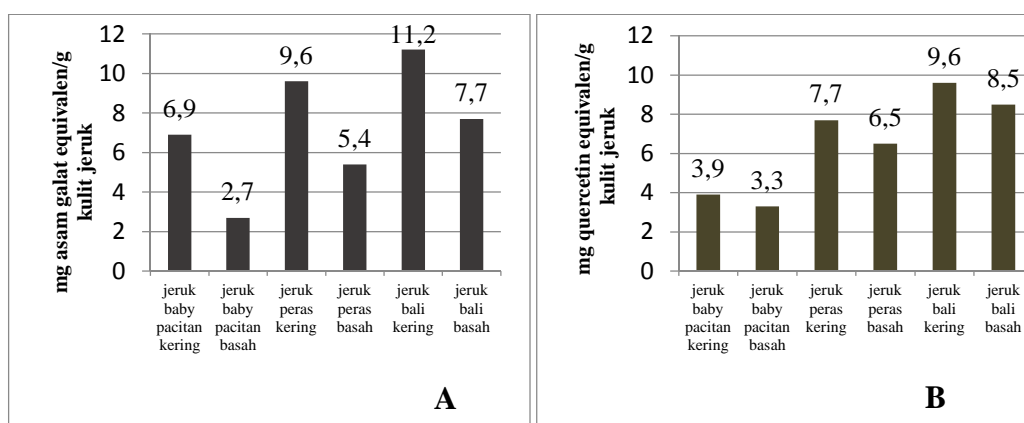 mg asam galat equivalen/g
kulit jeruk
12
10
8
6
4
2
0
6,9
2,7
9,6
5,4
11,2
7,7
jeruk
baby
pacitan
kering
jeruk
baby
pacitan
basah
jeruk
peras
kering
jeruk
peras
basah
jeruk
bali
kering
jeruk
bali
basah
A
mg quercetin equivalen/g
kulit jeruk
12
10
8
6
4
2
0
3,9
3,3
7,7
6,5
9,6
8,5
jeruk
baby
pacitan
kering
jeruk
baby
pacitan
basah
jeruk
peras
kering
jeruk
peras
basah
jeruk
bali
kering
jeruk
bali
basah
B